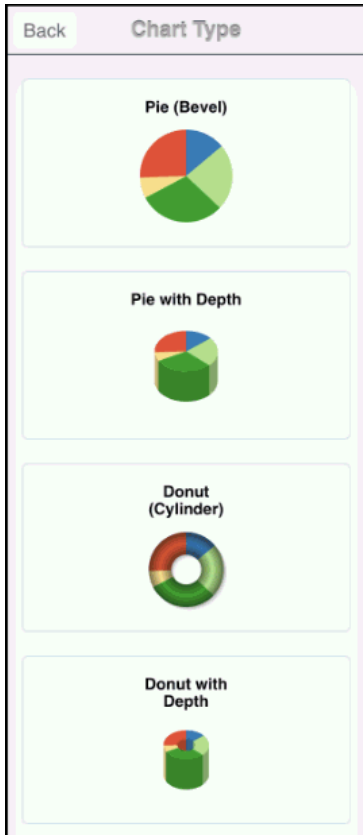 Back
Chart Type
Pie (Bevel)
Pie with Depth
Donut
(Cylinder)
Donut with
Depth